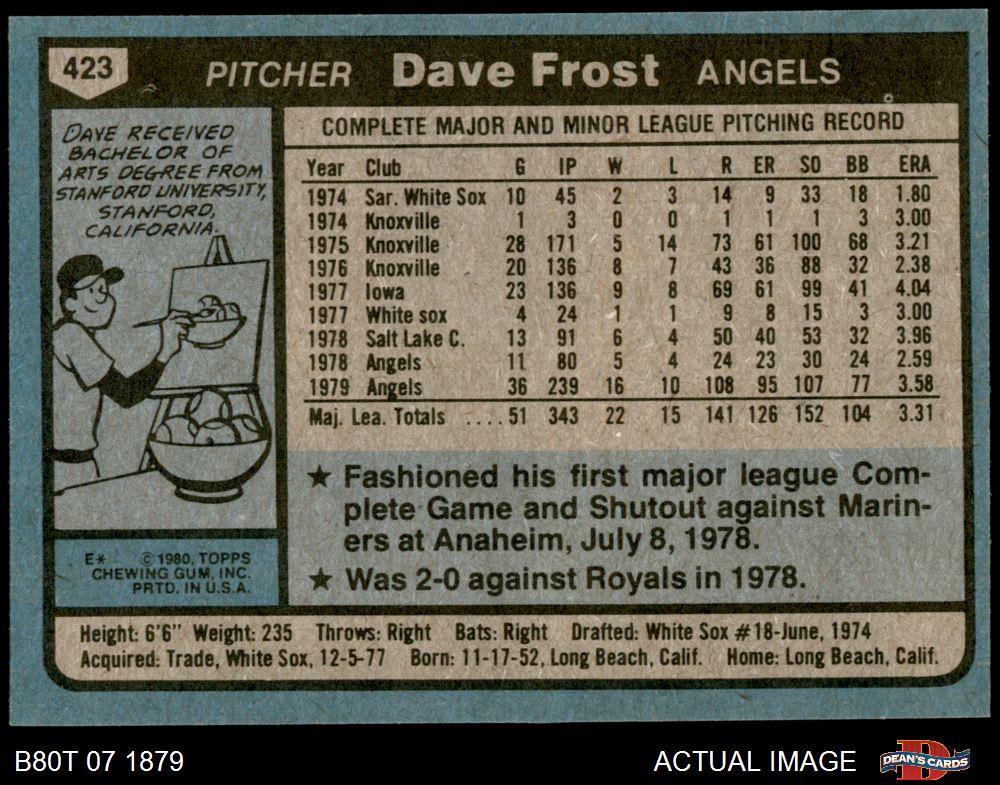 423
PITCHER Dave Frost ANGELS
DAVE RECEIVED
BACHELOR OF
ARTS DEGREE FROM
STANFORD UNIVERSITY,
STANFORD,
CALIFORNIA.
E* © 1980, TOPPS
CHEWING GUM, INC.
PRTD. IN U.S.A.
COMPLETE MAJOR AND MINOR LEAGUE PITCHING RECORD
Year Club G IP W L R ER SO BB ERA
1974 Sar. White Sox 10 45 2 3 14 9 33 18 1.80
1974 Knoxville 1 3 0 0 1 1 1 3 3.00
1975 Knoxville 28 171 5 14 73 61 100 68 3.21
1976 Knoxville 20 136 8 7 43 36 88 32 2.38
1977 Iowa 23 136 9 8 69 61 99 41 4.04
1977 White sox 4 24 1 1 9 8 15 3 3.00
1978 Salt Lake C. 13 91 6 4 50 40 53 32 3.96
1978 Angels 11 80 5 4 24 23 30 24 2.59
1979 Angels 36 239 16 10 108 95 107 77 3.58
Maj. Lea. Totals .... 51 343 22 15 141 126 152 104 3.31
★ Fashioned his first major league Com-
plete Game and Shutout against Marin-
ers at Anaheim, July 8, 1978.
★ Was 2-0 against Royals in 1978.
Height: 6'6" Weight: 235 Throws: Right Bats: Right Drafted: White Sox #18-June, 1974
Acquired: Trade, White Sox, 12-5-77 Born: 11-17-52, Long Beach, Calif. Home: Long Beach, Calif.
B80T 07 1879 ACTUAL IMAGE DEAN'S CARDS